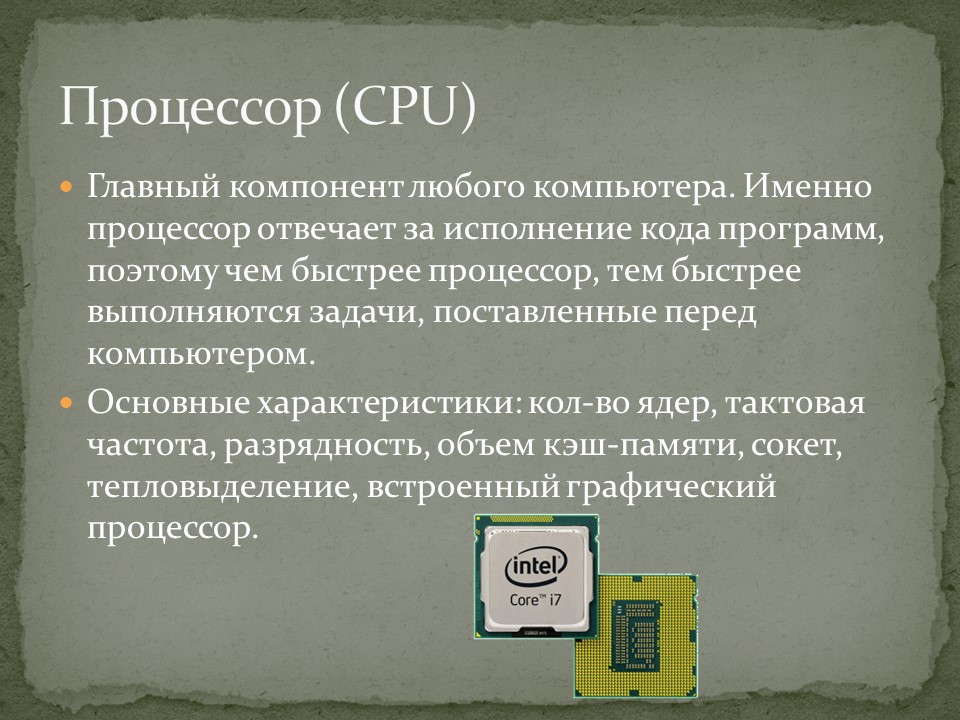 Процессор (CPU)
• Главный компонент любого компьютера. Именно
процессор отвечает за исполнение кода программ,
поэтому чем быстрее процессор, тем быстрее
выполняются задачи, поставленные перед
компьютером.
• Основные характеристики: кол-во ядер, тактовая
частота, разрядность, объем кэш-памяти, сокет,
тепловыделение, встроенный графический
процессор.
intel
Core™ i7